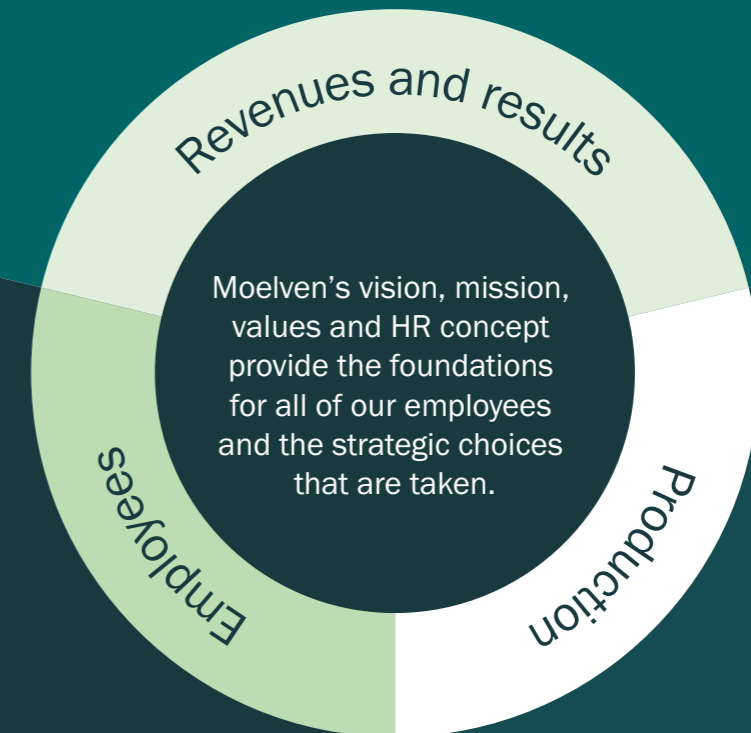 Revenues and results
Moelven’s vision, mission,
values and HR concept
provide the foundations
for all of our employees
and the strategic choices
that are taken.
Employees
Production